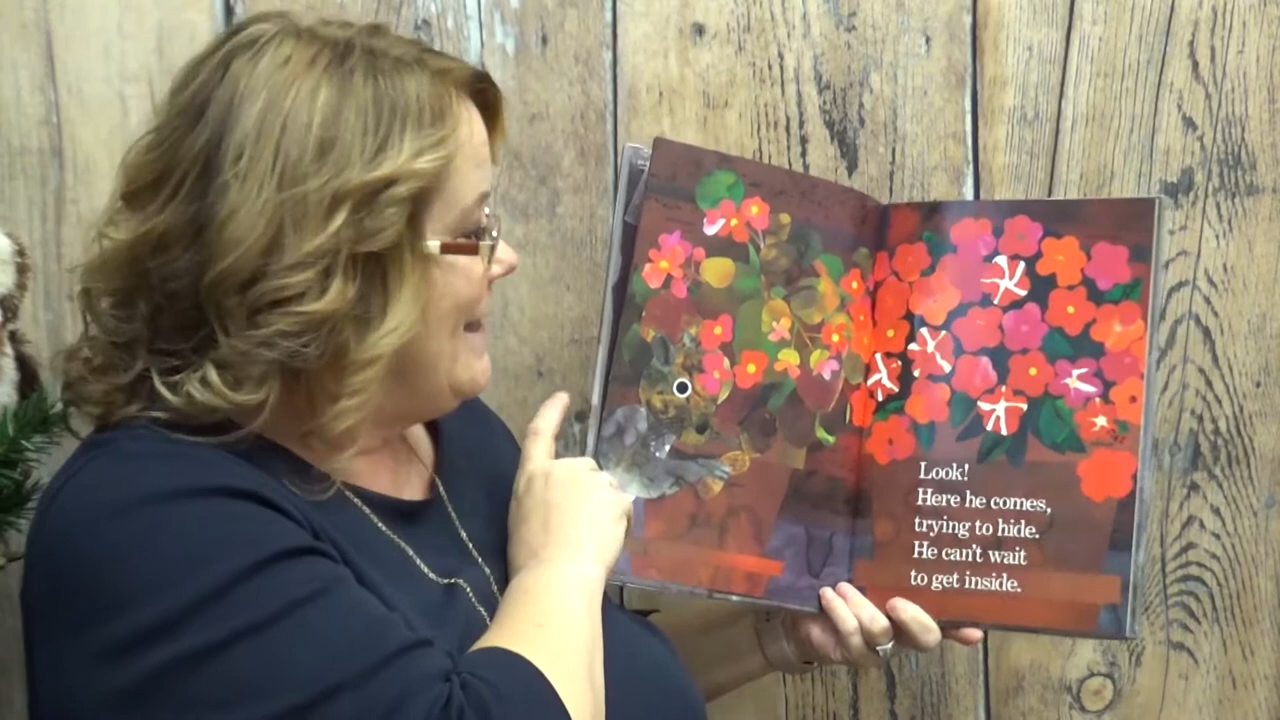 Look!
Here he comes,
trying to hide.
He can't wait
to get inside.